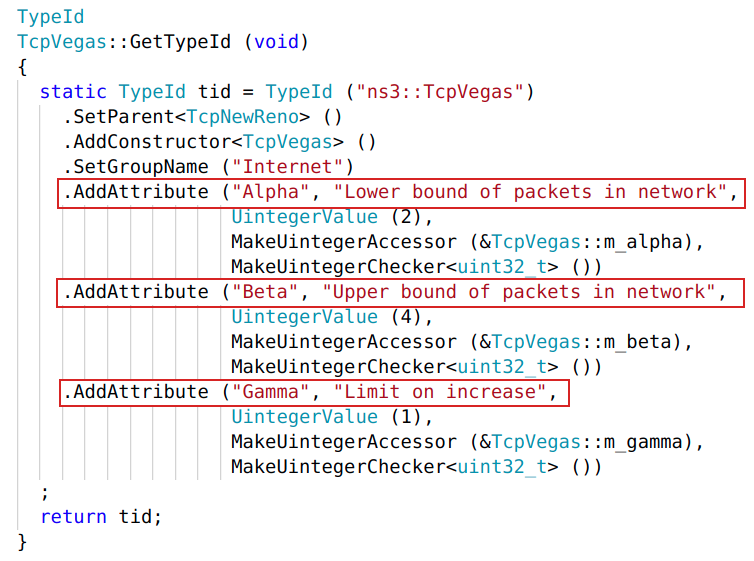 TypeId
TcpVegas::GetTypeId (void)
{
static TypeId tid = TypeId ("ns3::TcpVegas")
.SetParent<TcpNewReno> ()
.AddConstructor<TcpVegas> ()
.SetGroupName ("Internet")
.AddAttribute ("Alpha", "Lower bound of packets in network",
UintegerValue (2),
MakeUintegerAccessor (&TcpVegas::m_alpha),
MakeUintegerChecker<uint32_t> ())
.AddAttribute ("Beta", "Upper bound of packets in network",
UintegerValue (4),
MakeUintegerAccessor (&TcpVegas::m_beta),
MakeUintegerChecker<uint32_t> ())
.AddAttribute ("Gamma", "Limit on increase",
UintegerValue (1),
MakeUintegerAccessor (&TcpVegas::m_gamma),
MakeUintegerChecker<uint32_t> ())
;
return tid;
}